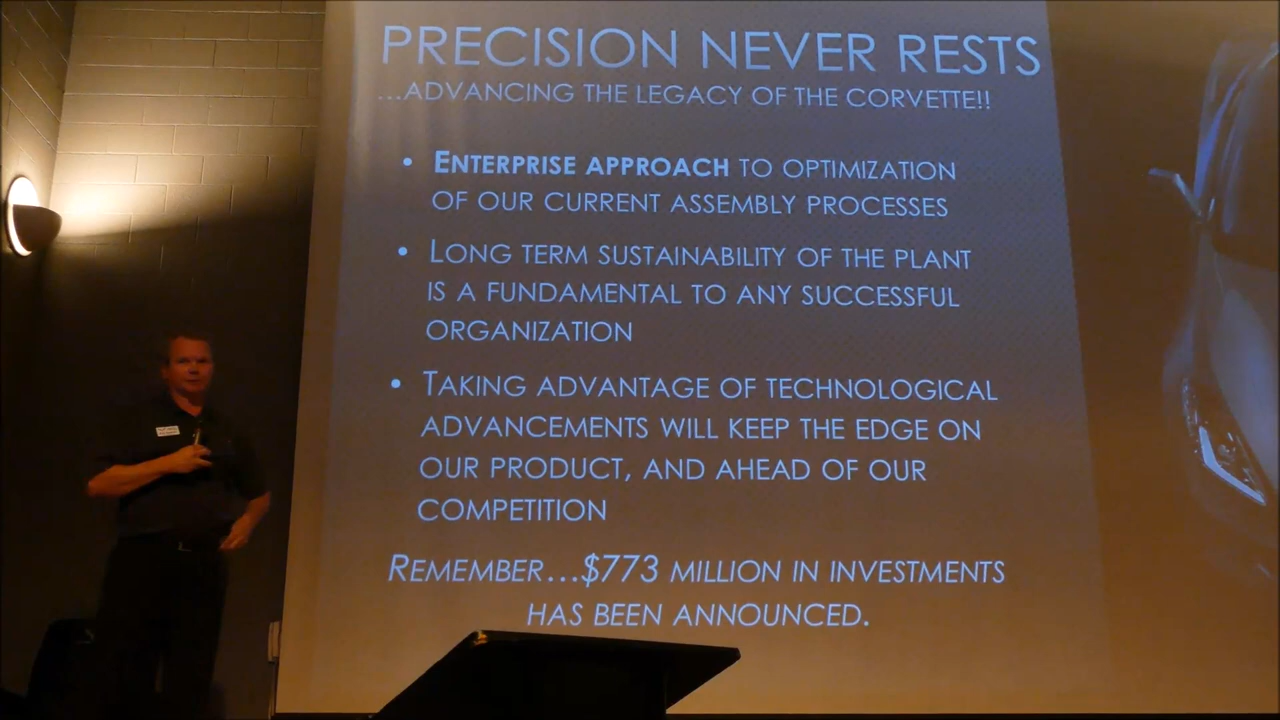 PRECISION NEVER RESTS
...ADVANCING THE LEGACY OF THE CORVETTE!!
• ENTERPRISE APPROACH TO OPTIMIZATION
OF OUR CURRENT ASSEMBLY PROCESSES
• LONG TERM SUSTAINABILITY OF THE PLANT
IS A FUNDAMENTAL TO ANY SUCCESSFUL
ORGANIZATION
• TAKING ADVANTAGE OF TECHNOLOGICAL
ADVANCEMENTS WILL KEEP THE EDGE ON
OUR PRODUCT, AND AHEAD OF OUR
COMPETITION
REMEMBER...$773 MILLION IN INVESTMENTS
HAS BEEN ANNOUNCED.